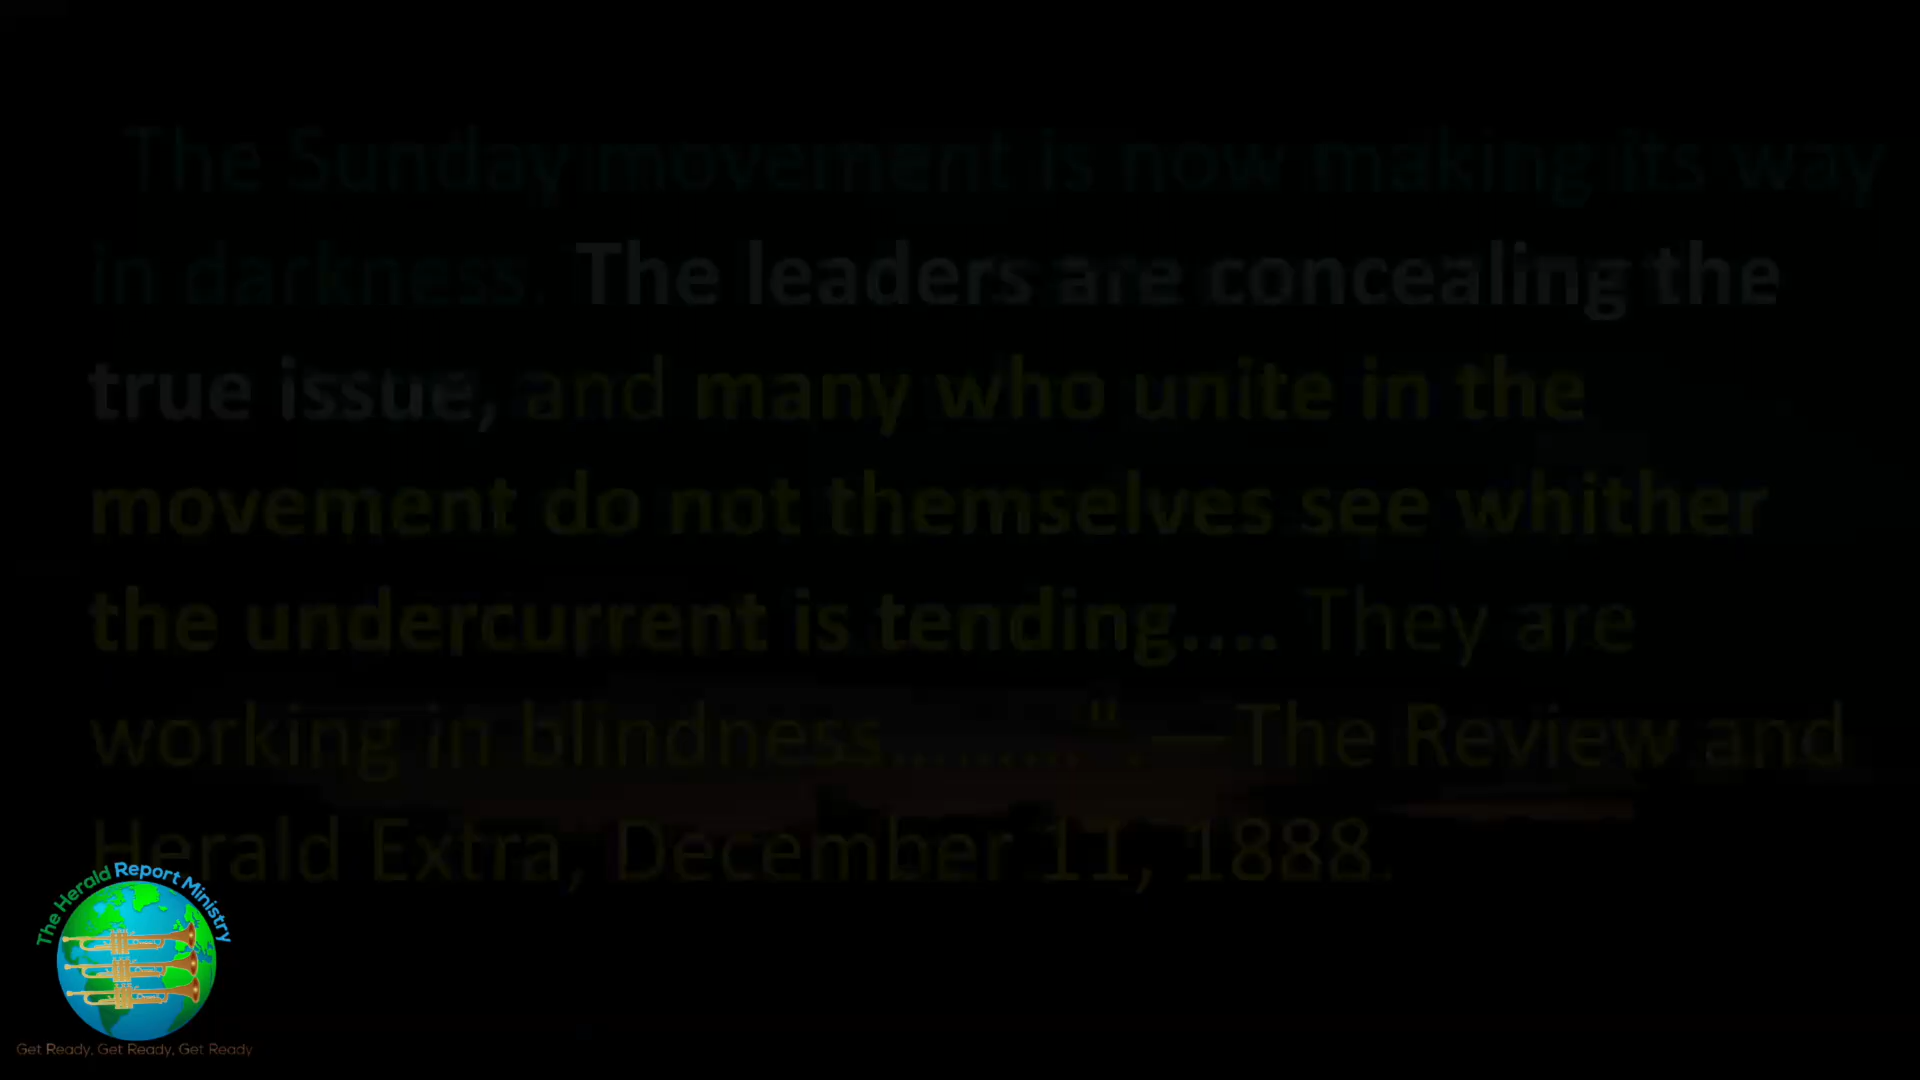 The Sunday movement is now making its way
in darkness. The leaders are concealing the
true issue, and many who unite in the
movement do not themselves see whither
the undercurrent is tending.... They are
working in blindness.........".—The Review and
Herald Extra, December 11, 1888.
The Herald Report Ministry
Get Ready, Get Ready, Get Ready